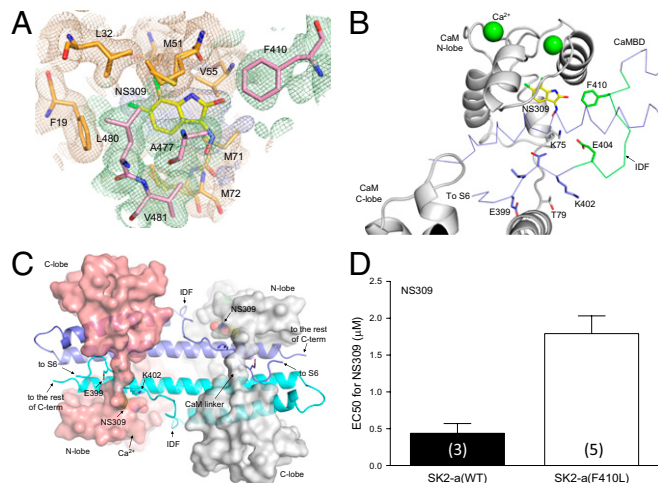 A
L32
M51
F410
V55
NS309
F19
L480
A477
M71
M72
V481
B
Ca²⁺
CaM
N-lobe
CaMBD
F410
NS309
K75
E404
CaM
C-lobe
IDF
To S6
E399
K402
T79
C
C-lobe
IDF
N-lobe
NS309
to the rest
of C-term
to S6
K402
to S6
to the rest
of C-term
E399
CaM linker
NS309
IDF
N-lobe
Ca²⁺
C-lobe
D
NS309
EC50 for NS309 (μM)
2.5
2.0
1.5
1.0
0.5
0.0
(3)
(5)
SK2-a(WT)
SK2-a(F410L)